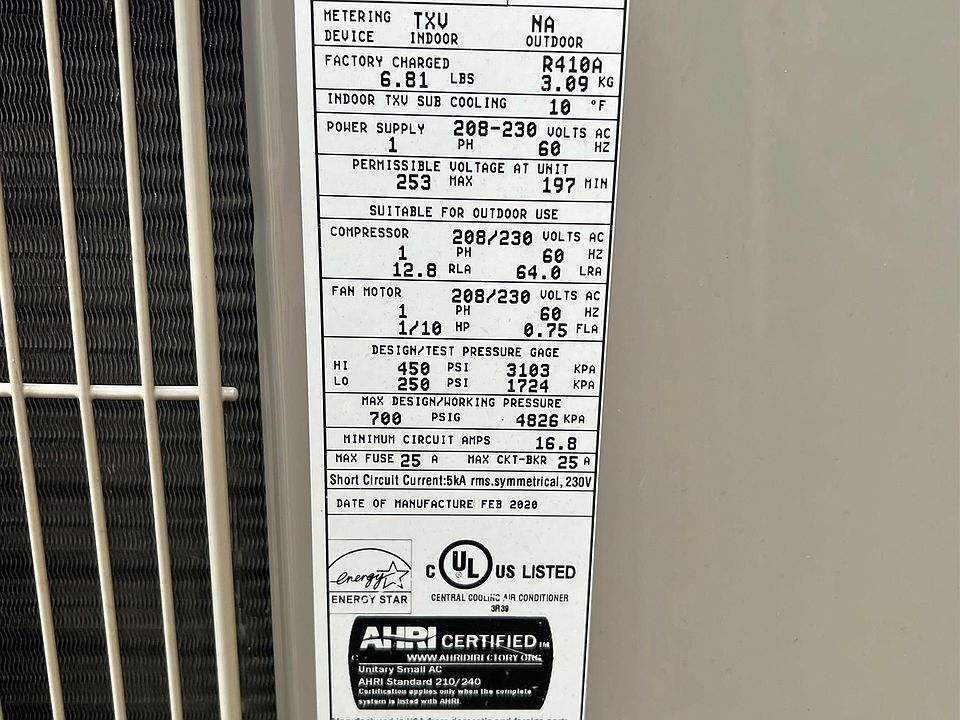 METERING TXV NA
DEVICE INDOOR OUTDOOR
FACTORY CHARGED R410A
6.81 LBS 3.09 KG
INDOOR TXV SUB COOLING 10 °F
POWER SUPPLY 208-230 VOLTS AC
1 PH 60 HZ
PERMISSIBLE VOLTAGE AT UNIT
253 MAX 197 MIN
SUITABLE FOR OUTDOOR USE
COMPRESSOR 208/230 VOLTS AC
1 PH 60 HZ
12.8 RLA 64.0 LRA
FAN MOTOR 208/230 VOLTS AC
1 PH 60 HZ
1/10 HP 0.75 FLA
DESIGN/TEST PRESSURE GAGE
HI 450 PSI 3103 KPA
LO 250 PSI 1724 KPA
MAX DESIGN/WORKING PRESSURE
700 PSIG 4826 KPA
MINIMUM CIRCUIT AMPS 16.8
MAX FUSE 25 A MAX CKT-BKR 25 A
Short Circuit Current:5kA rms.symmetrical, 230V
DATE OF MANUFACTURE FEB 2020
energy
ENERGY STAR
C UL US LISTED
CENTRAL COOLING AIR CONDITIONER
3R39
AHRI CERTIFIED TM
WWW.AHRIDIRECTORY.ORG
Unitary Small AC
AHRI Standard 210/240
Certification applies only when the complete
system is listed with AHRI.